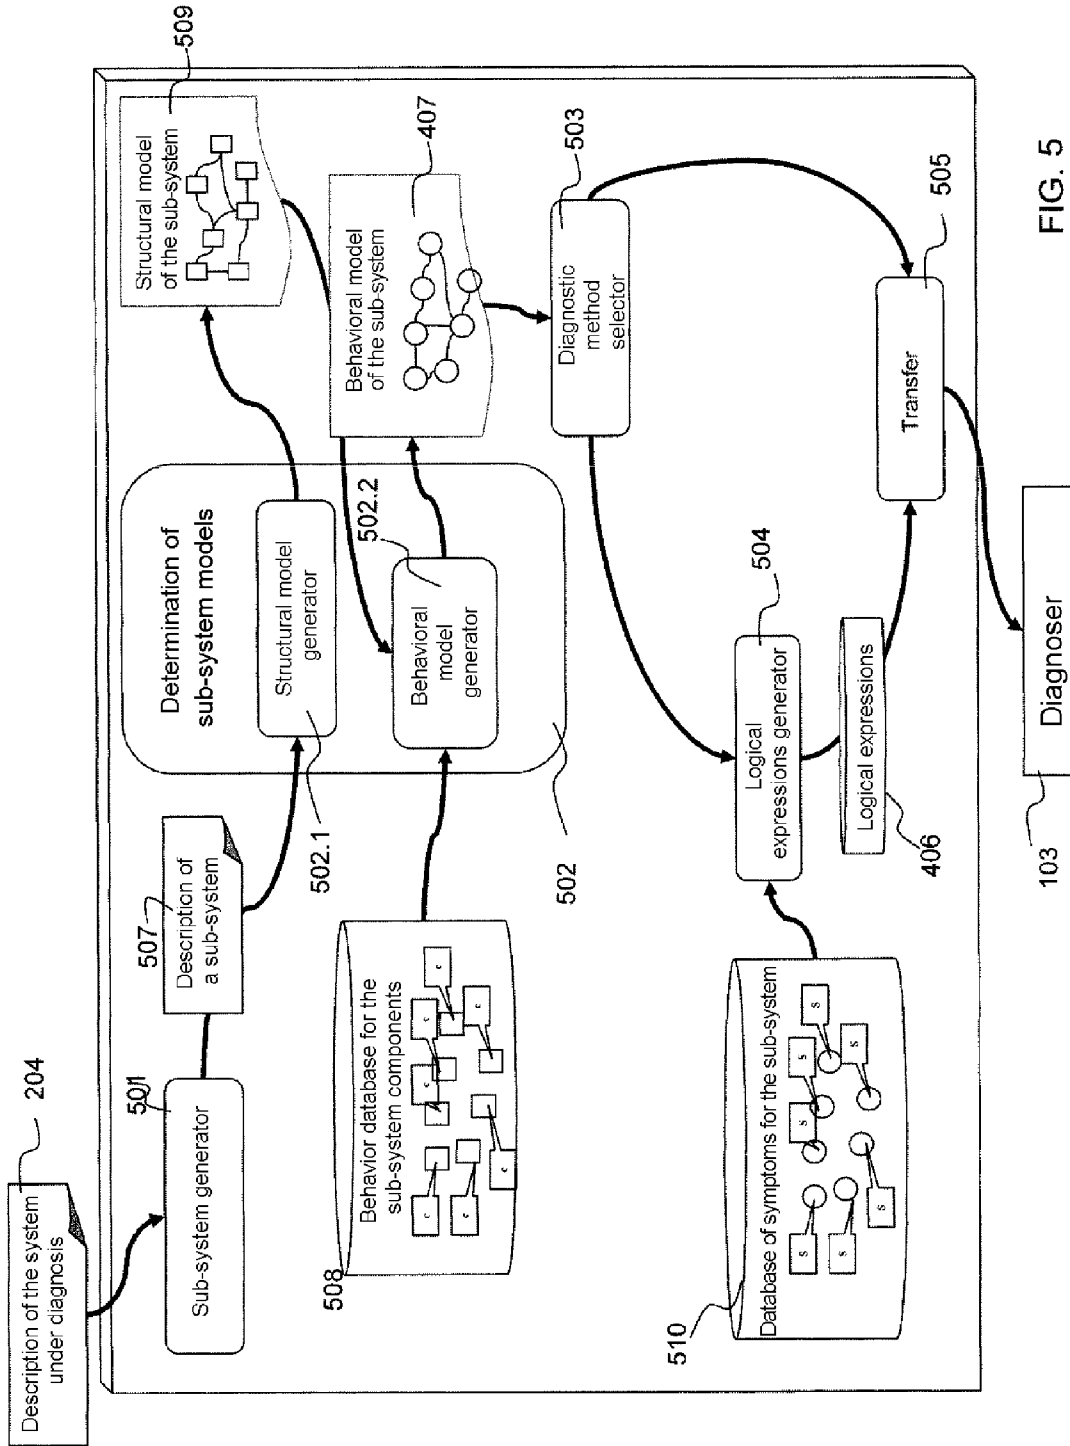 Description of the system
under diagnosis
204
501
Sub-system generator
507
Description of
a sub-system
Determination of
sub-system models
Structural model
generator
502.1
Structural model
of the sub-system
509
508
Behavior database for the
sub-system components
c
c
c
c
c
c
c
c
Behavioral
model
generator
502.2
502
Behavioral model
of the sub-system
407
Diagnostic
method
selector
503
510
Database of symptoms for the sub-system
S
S
S
S
S
S
S
S
Logical
expressions generator
504
Logical expressions
406
Transfer
505
Diagnoser
103
FIG. 5